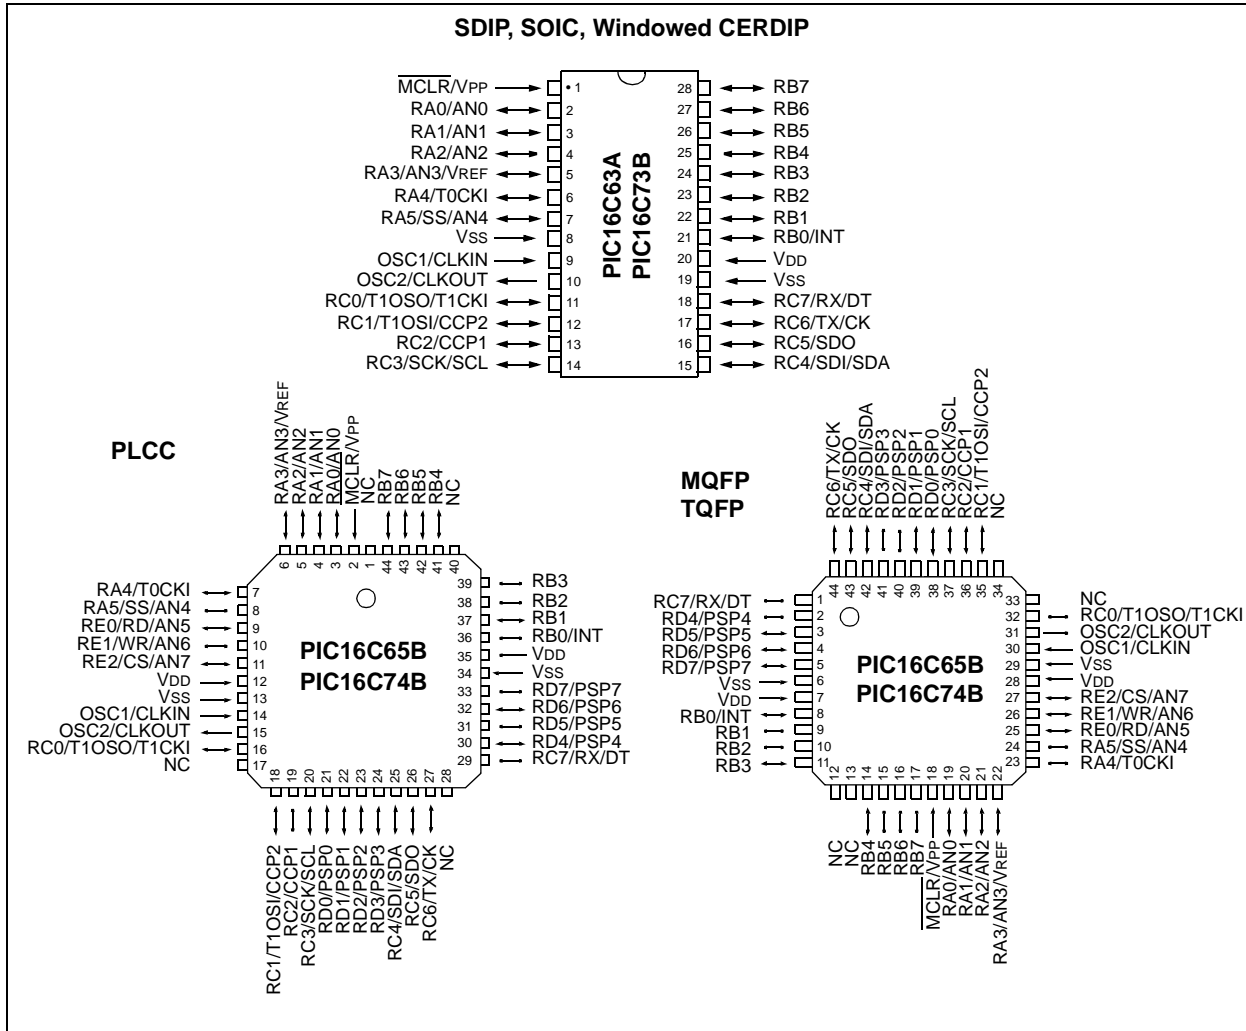 SDIP, SOIC, Windowed CERDIP
MCLR/VPP 1 28 RB7
RA0/AN0 2 27 RB6
RA1/AN1 3 26 RB5
RA2/AN2 4 25 RB4
RA3/AN3/VREF 5 24 RB3
RA4/T0CKI 6 23 RB2
RA5/SS/AN4 7 22 RB1
VSS 8 21 RB0/INT
OSC1/CLKIN 9 20 VDD
OSC2/CLKOUT 10 19 VSS
RC0/T1OSO/T1CKI 11 18 RC7/RX/DT
RC1/T1OSI/CCP2 12 17 RC6/TX/CK
RC2/CCP1 13 16 RC5/SDO
RC3/SCK/SCL 14 15 RC4/SDI/SDA
PIC16C63A
PIC16C73B
PLCC
RA3/AN3/VREF 6
RA2/AN2 5
RA1/AN1 4
RA0/AN0 3
MCLR/VPP 2
NC 1
RB7 44
RB6 43
RB5 42
RB4 41
NC 40
RA4/T0CKI 7
RA5/SS/AN4 8
RE0/RD/AN5 9
RE1/WR/AN6 10
RE2/CS/AN7 11
VDD 12
VSS 13
OSC1/CLKIN 14
OSC2/CLKOUT 15
RC0/T1OSO/T1CKI 16
NC 17
PIC16C65B
PIC16C74B
39 RB3
38 RB2
37 RB1
36 RB0/INT
35 VDD
34 VSS
33 RD7/PSP7
32 RD6/PSP6
31 RD5/PSP5
30 RD4/PSP4
29 RC7/RX/DT
18 RC1/T1OSI/CCP2
19 RC2/CCP1
20 RC3/SCK/SCL
21 RD0/PSP0
22 RD1/PSP1
23 RD2/PSP2
24 RD3/PSP3
25 RC4/SDI/SDA
26 RC5/SDO
27 RC6/TX/CK
28 NC
MQFP
TQFP
RC6/TX/CK 44
RC5/SDO 43
RC4/SDI/SDA 42
RD3/PSP3 41
RD2/PSP2 40
RD1/PSP1 39
RD0/PSP0 38
RC3/SCK/SCL 37
RC2/CCP1 36
RC1/T1OSI/CCP2 35
NC 34
RC7/RX/DT 1
RD4/PSP4 2
RD5/PSP5 3
RD6/PSP6 4
RD7/PSP7 5
VSS 6
VDD 7
RB0/INT 8
RB1 9
RB2 10
RB3 11
PIC16C65B
PIC16C74B
33 NC
32 RC0/T1OSO/T1CKI
31 OSC2/CLKOUT
30 OSC1/CLKIN
29 VSS
28 VDD
27 RE2/CS/AN7
26 RE1/WR/AN6
25 RE0/RD/AN5
24 RA5/SS/AN4
23 RA4/T0CKI
12 NC
13 NC
14 RB4
15 RB5
16 RB6
17 RB7
18 MCLR/VPP
19 RA0/AN0
20 RA1/AN1
21 RA2/AN2
22 RA3/AN3/VREF